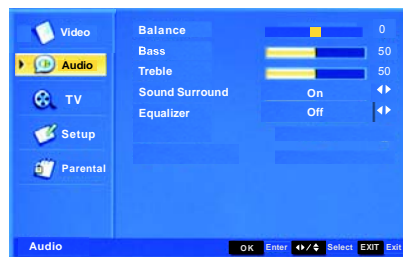 Video
Audio
TV
Setup
Parental
Balance 0
Bass 50
Treble 50
Sound Surround On
Equalizer Off
Audio OK Enter Select EXIT Exit